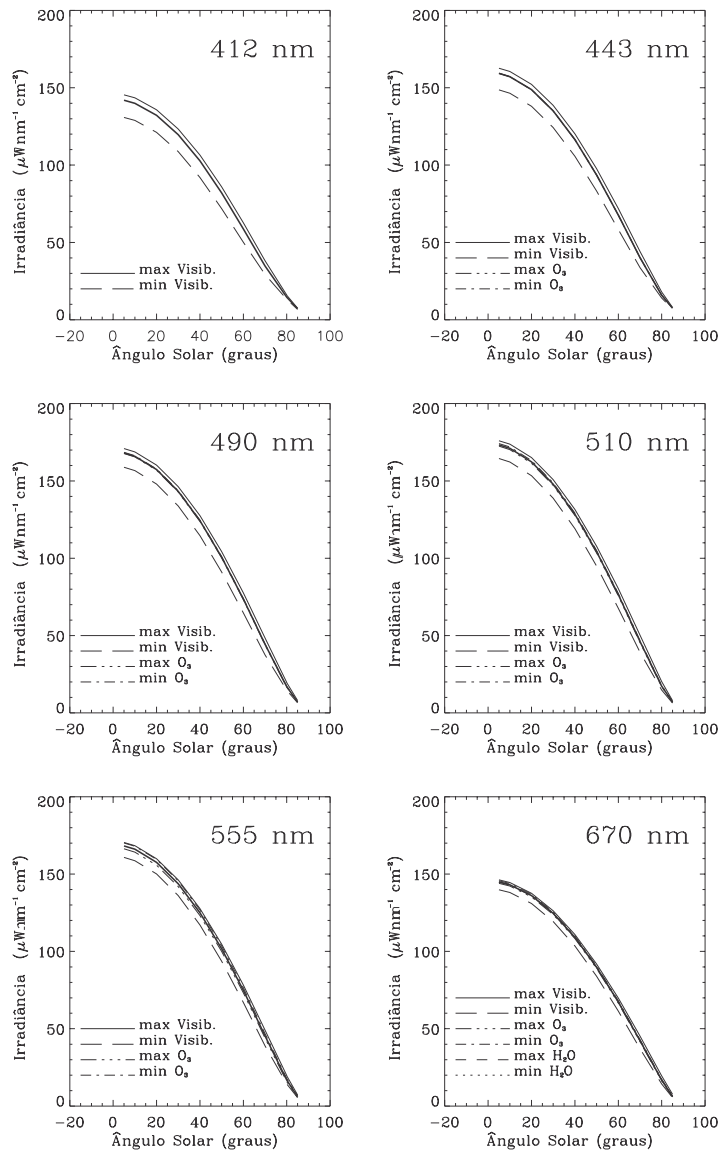 412 nm
200
150
100
50
0
Irradiância (μWnm⁻¹ cm⁻²)
max Visib.
min Visib.
-20 0 20 40 60 80 100
Ângulo Solar (graus)
443 nm
200
150
100
50
0
Irradiância (μWnm⁻¹ cm⁻²)
max Visib.
min Visib.
max O₃
min O₃
-20 0 20 40 60 80 100
Ângulo Solar (graus)
490 nm
200
150
100
50
0
Irradiância (μWnm⁻¹ cm⁻²)
max Visib.
min Visib.
max O₃
min O₃
-20 0 20 40 60 80 100
Ângulo Solar (graus)
510 nm
200
150
100
50
0
Irradiância (μWnm⁻¹ cm⁻²)
max Visib.
min Visib.
max O₃
min O₃
-20 0 20 40 60 80 100
Ângulo Solar (graus)
555 nm
200
150
100
50
0
Irradiância (μWnm⁻¹ cm⁻²)
max Visib.
min Visib.
max O₃
min O₃
-20 0 20 40 60 80 100
Ângulo Solar (graus)
670 nm
200
150
100
50
0
Irradiância (μWnm⁻¹ cm⁻²)
max Visib.
min Visib.
max O₃
min O₃
max H₂O
min H₂O
-20 0 20 40 60 80 100
Ângulo Solar (graus)